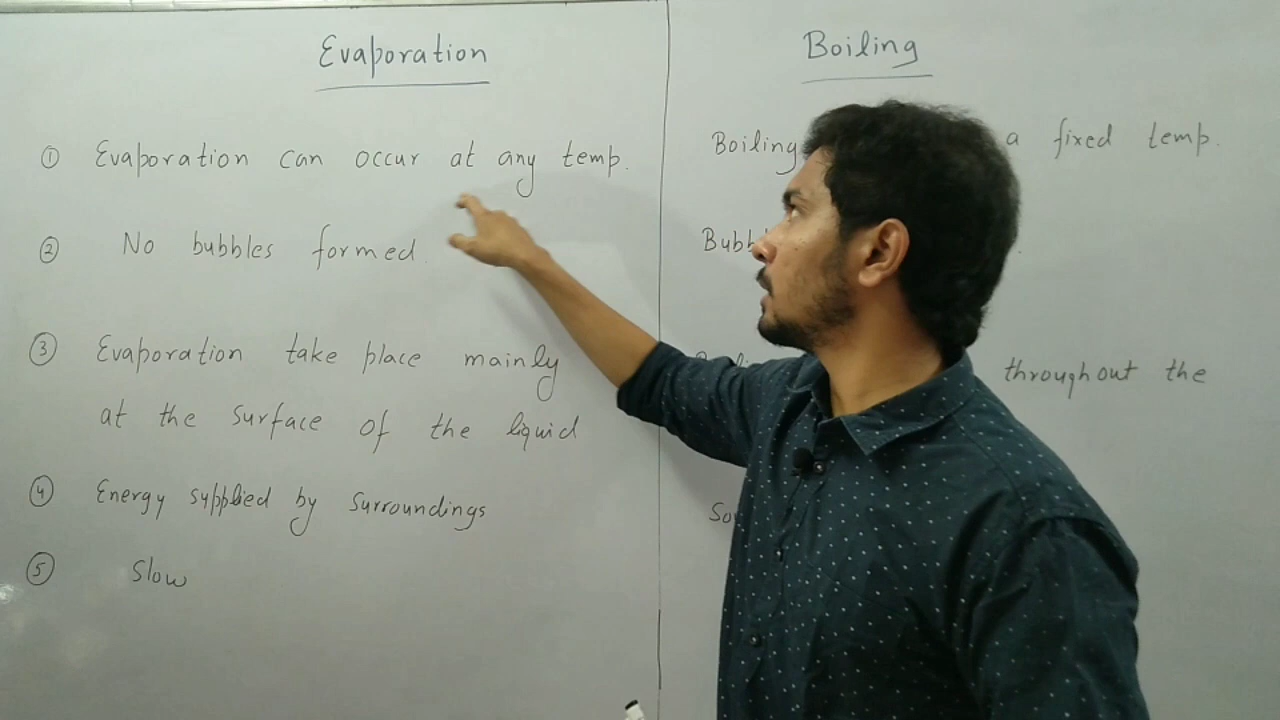 Evaporation
① Evaporation can occur at any temp.
② No bubbles formed.
③ Evaporation take place mainly
at the surface of the liquid
④ Energy supplied by surroundings
⑤ Slow
Boiling
Boiling a fixed temp.
throughout the